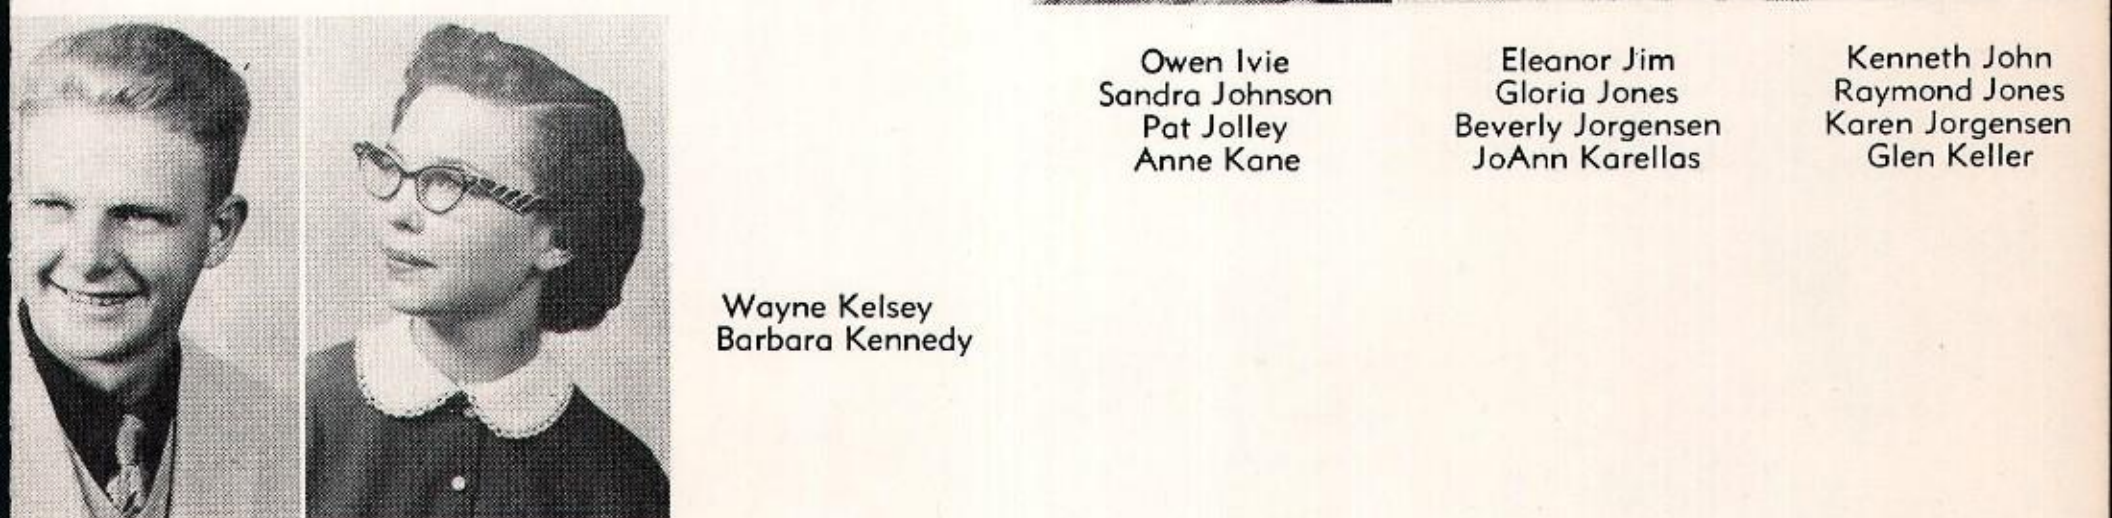 Owen Ivie
Sandra Johnson
Pat Jolley
Anne Kane
Eleanor Jim
Gloria Jones
Beverly Jorgensen
JoAnn Karellas
Kenneth John
Raymond Jones
Karen Jorgensen
Glen Keller
Wayne Kelsey
Barbara Kennedy